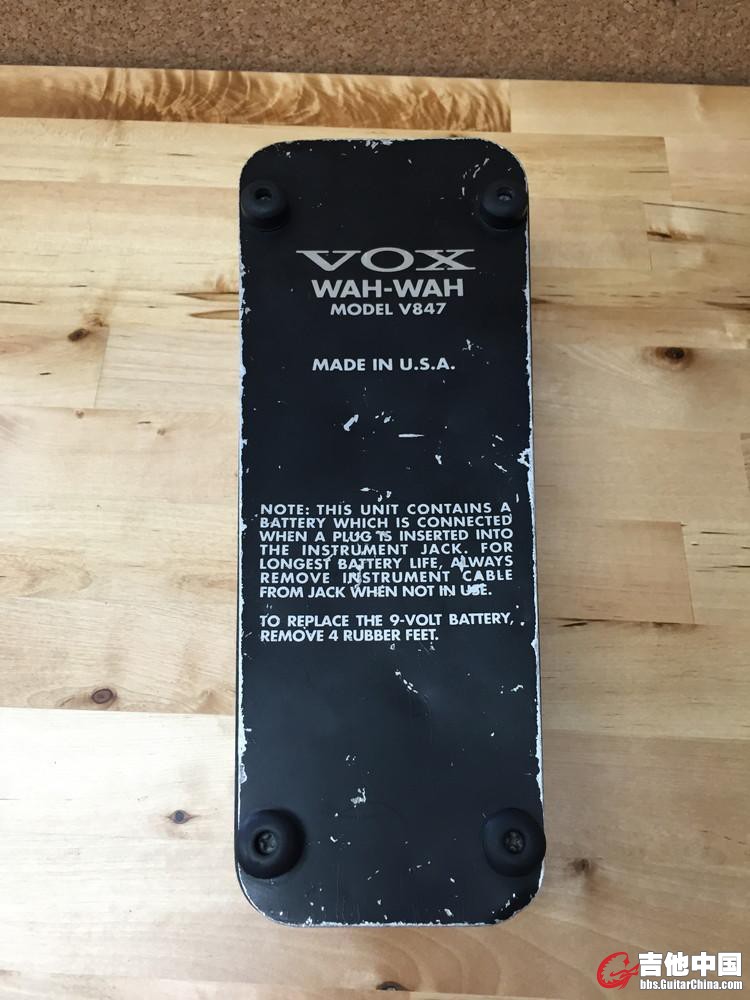 VOX
WAH-WAH
MODEL V847
MADE IN U.S.A.
NOTE: THIS UNIT CONTAINS A
BATTERY WHICH IS CONNECTED
WHEN A PLUG IS INSERTED INTO
THE INSTRUMENT JACK. FOR
LONGEST BATTERY LIFE, ALWAYS
REMOVE INSTRUMENT CABLE
FROM JACK WHEN NOT IN USE.
TO REPLACE THE 9-VOLT BATTERY,
REMOVE 4 RUBBER FEET.
吉他中国
bbs.GuitarChina.com